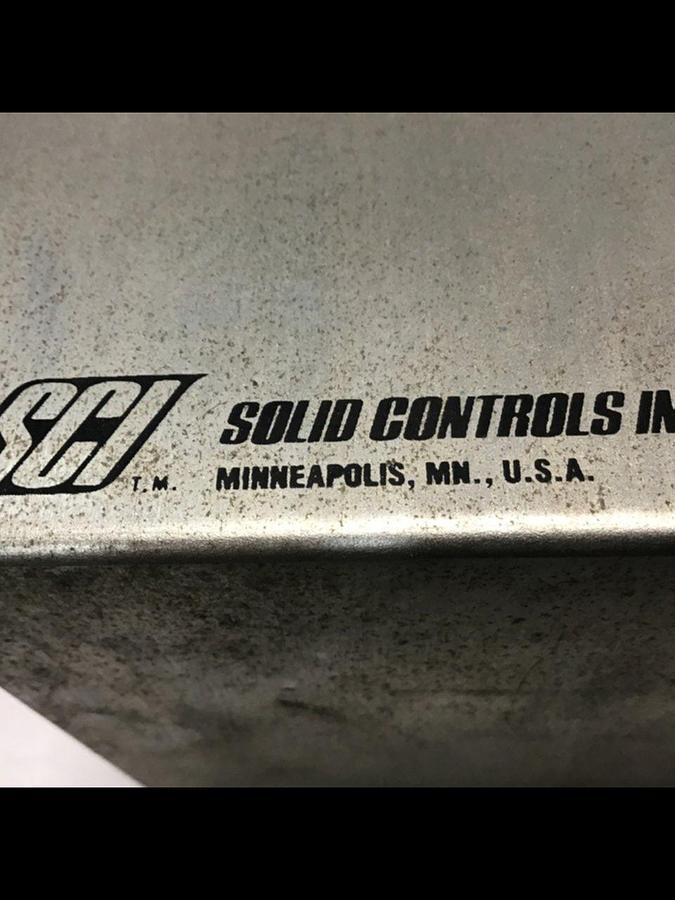 SCI T.M. SOLID CONTROLS IN
MINNEAPOLIS, MN., U.S.A.